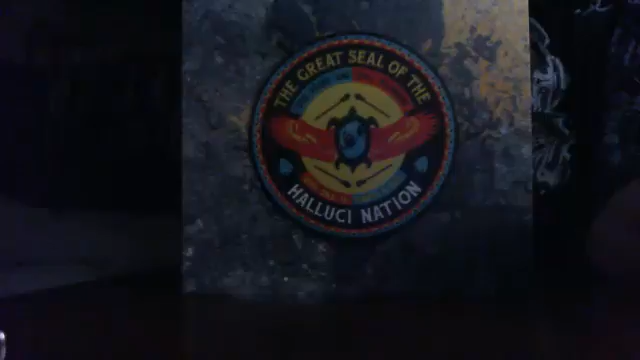 THE GREAT SEAL OF THE
HALLUCI NATION